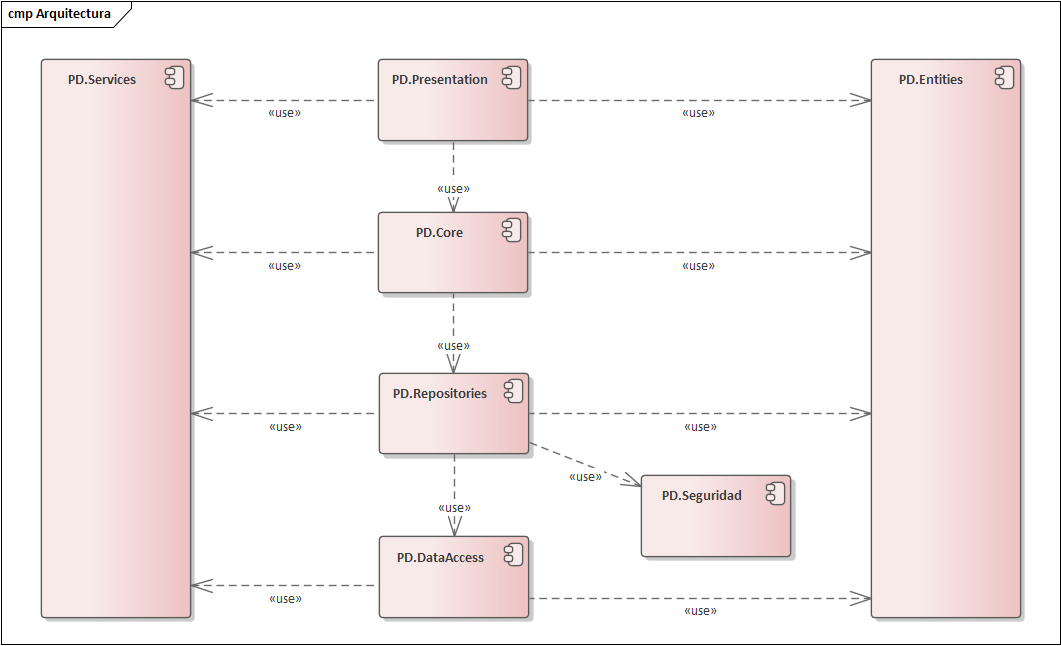 cmp Arquitectura
PD.Services
PD.Presentation
PD.Entities
«use»
«use»
«use»
PD.Core
«use»
«use»
«use»
PD.Repositories
«use»
«use»
«use»
PD.Seguridad
«use»
PD.DataAccess
«use»
«use»